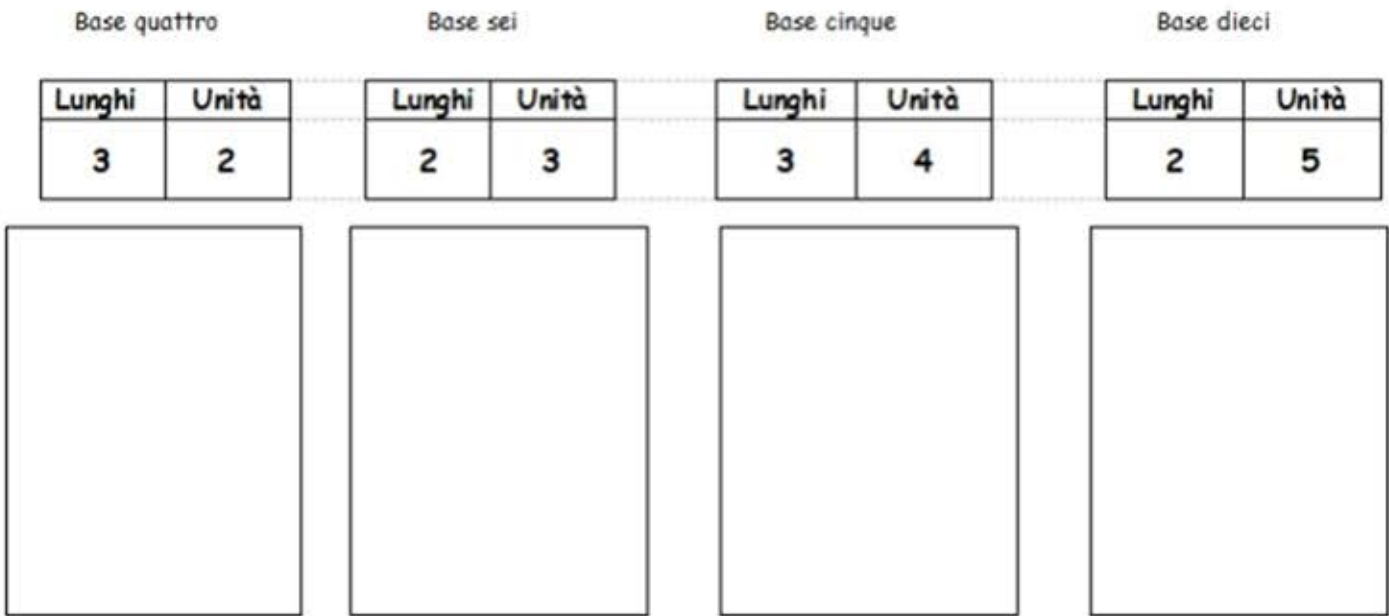 Base quattro Base sei Base cinque Base dieci
Lunghi Unità Lunghi Unità Lunghi Unità Lunghi Unità
3 2 2 3 3 4 2 5